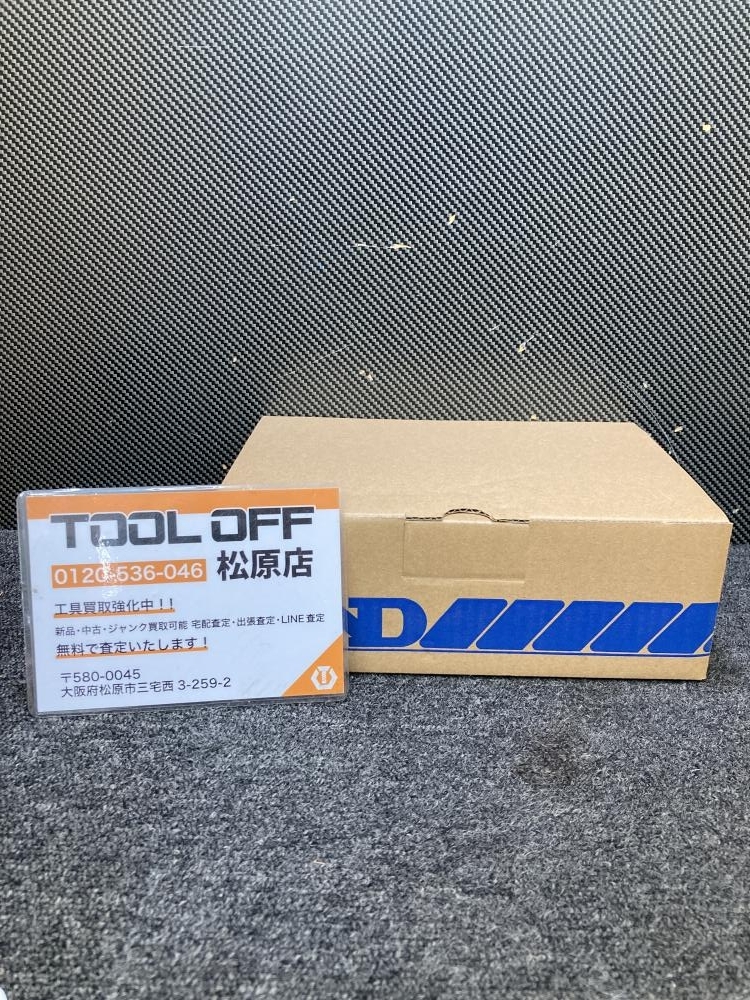 TOOL OFF
0120-536-046 松原店
工具買取強化中！！
新品・中古・ジャンク買取可能 宅配査定・出張査定・LINE査定
無料で査定いたします！
〒580-0045
大阪府松原市三宅西 3-259-2
D